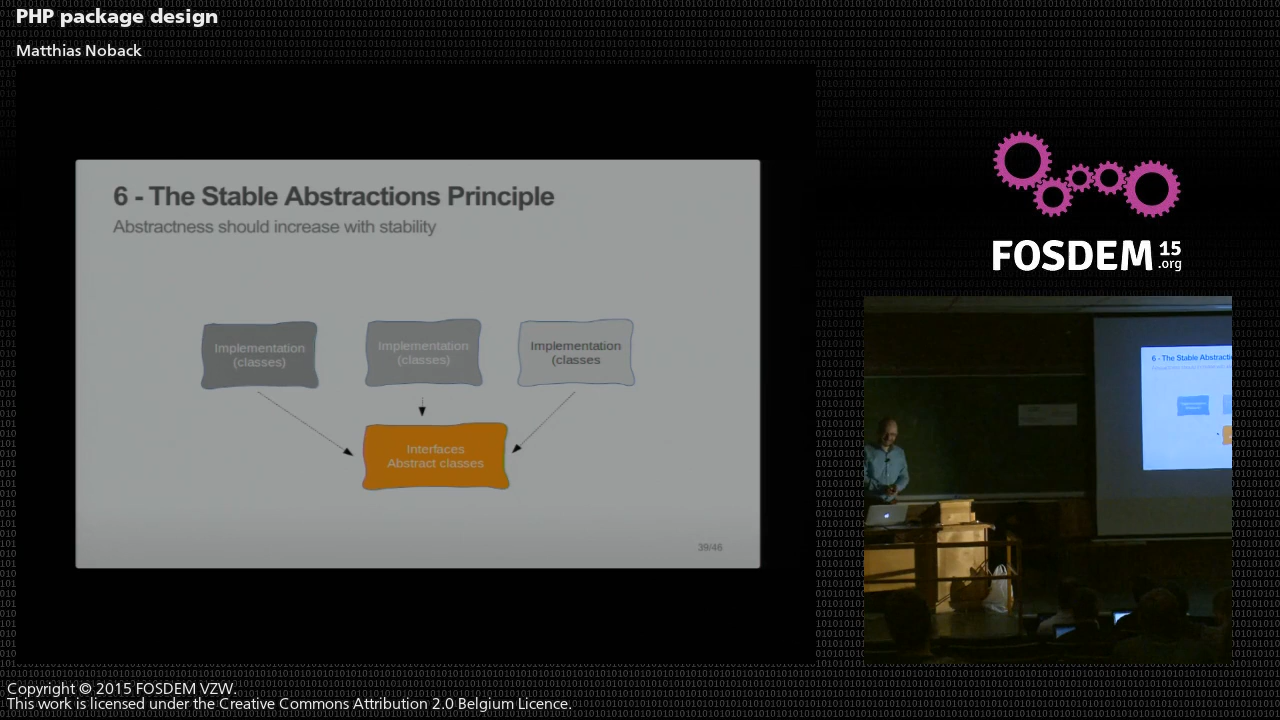 PHP package design
Matthias Noback
6 - The Stable Abstractions Principle
Abstractness should increase with stability
Implementation
(classes)
Implementation
(classes)
Implementation
(classes
Interfaces
Abstract classes
39/46
FOSDEM 15
.org
6 - The Stable Abstractic
Copyright © 2015 FOSDEM VZW.
This work is licensed under the Creative Commons Attribution 2.0 Belgium Licence.